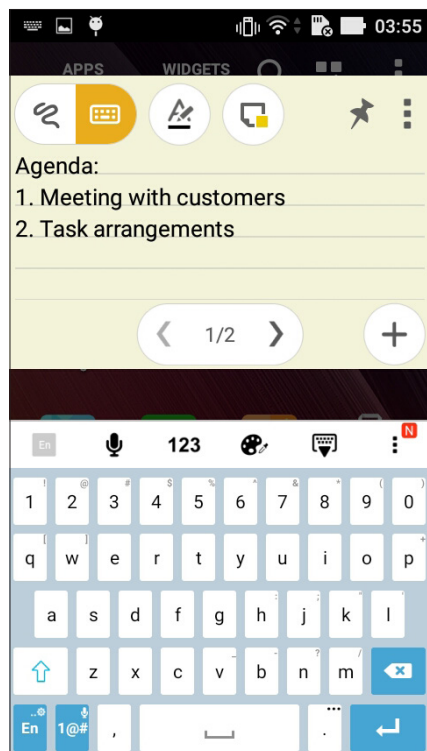 03:55
APPS WIDGETS
Agenda:
1. Meeting with customers
2. Task arrangements
1/2
En 123 N
! @ # $ % ^ & * ( )
1 2 3 4 5 6 7 8 9 0
[ ] +
q w e r t y u i o p
: ; " '
a s d f g h j k l
_ - ? /
z x c v b n m
En 1@# , .